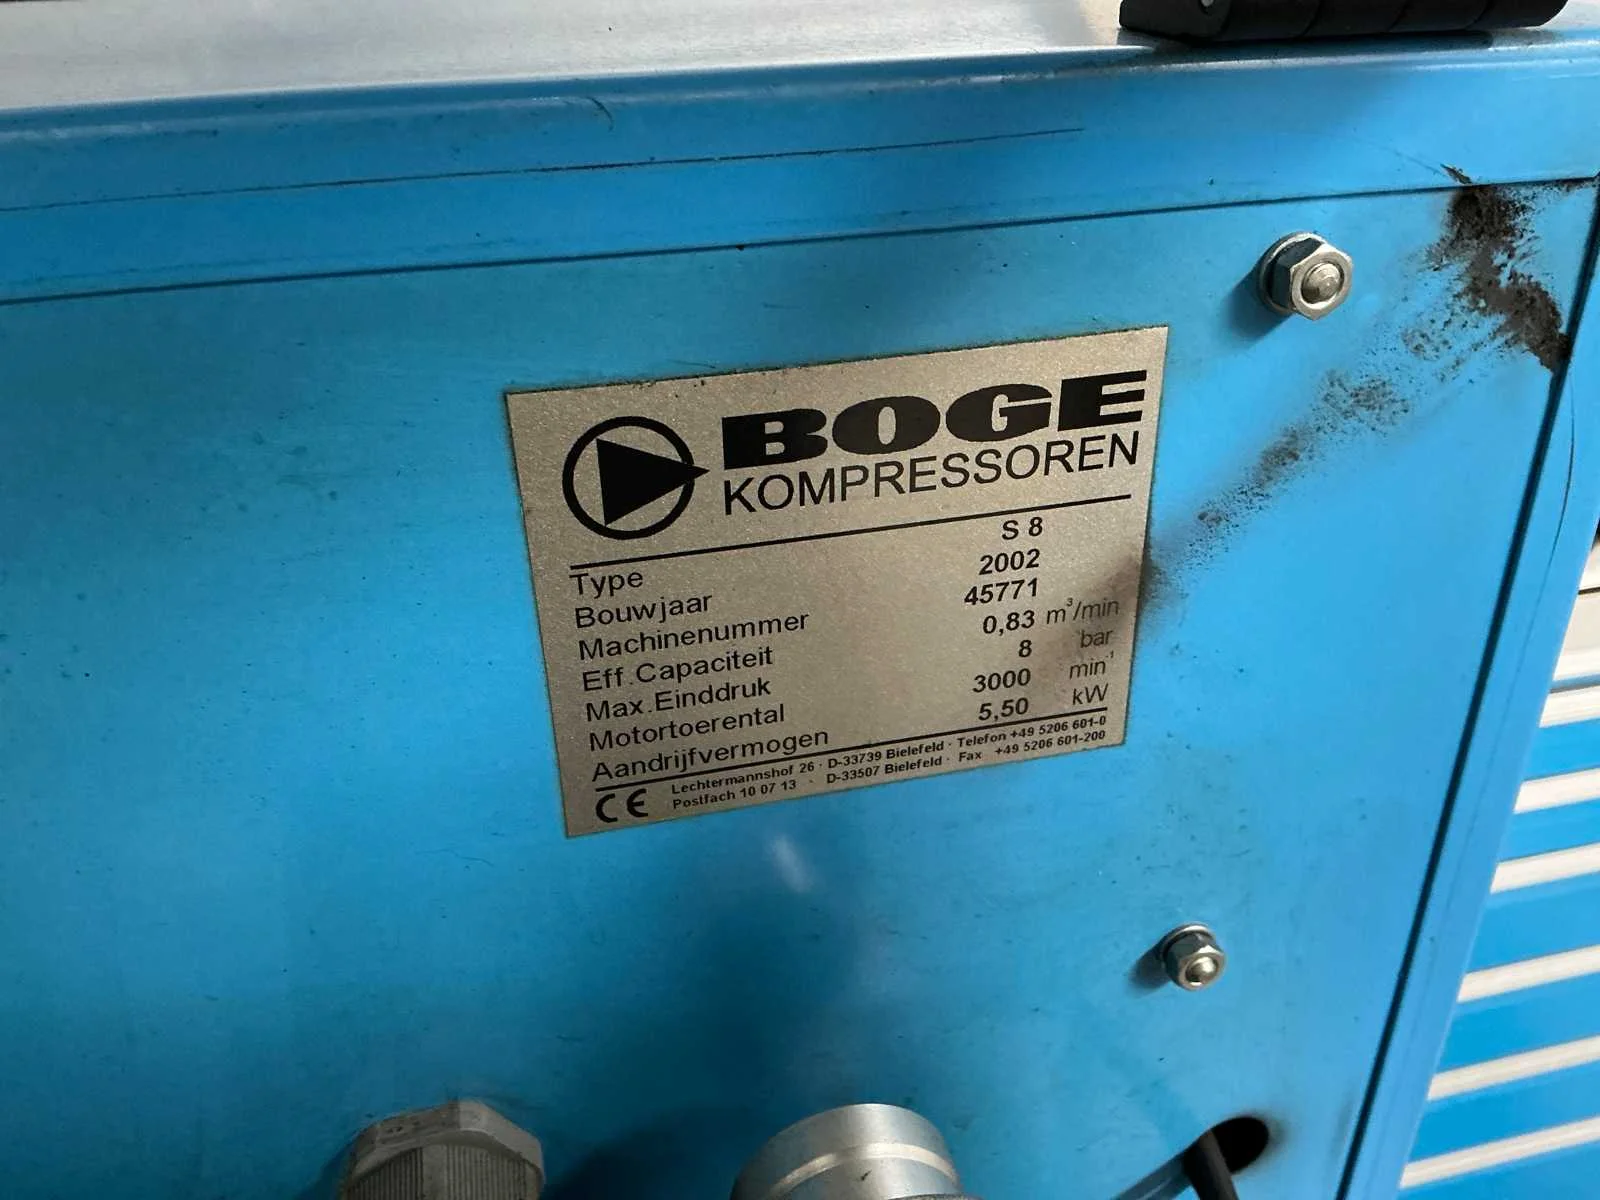 BOGE
KOMPRESSOREN
Type S 8
Bouwjaar 2002
Machinenummer 45771
Eff.Capaciteit 0,83 m³/min
Max.Einddruk 8 bar
Motortoerental 3000 min⁻¹
Aandrijfvermogen 5,50 kW
CE Lechtermannshof 26 · D-33739 Bielefeld · Telefon +49 5206 601-0
Postfach 10 07 13 · D-33507 Bielefeld · Fax +49 5206 601-200